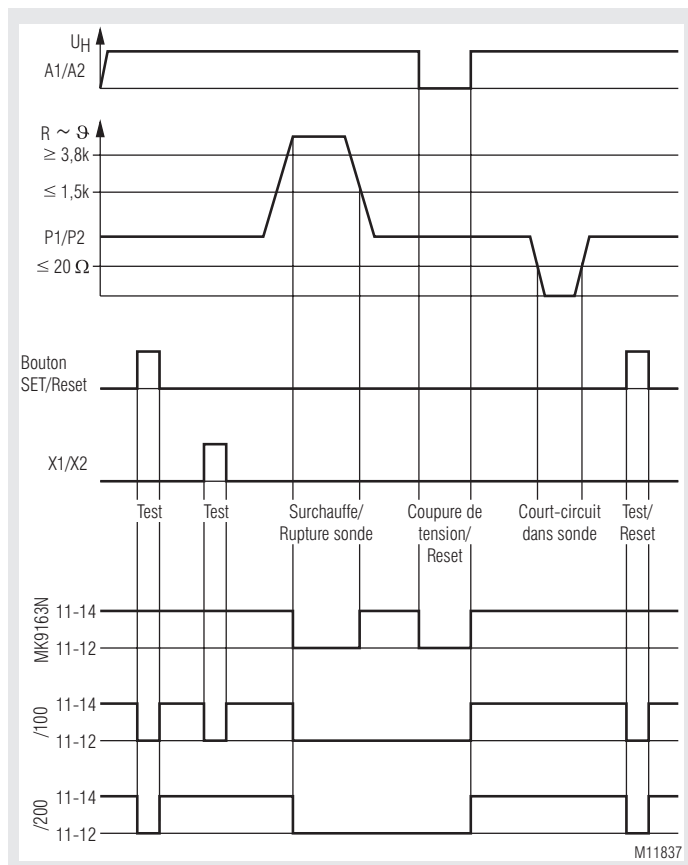 UH
A1/A2
R ~ ϑ
≥ 3,8k
≤ 1,5k
P1/P2
≤ 20 Ω
Bouton
SET/Reset
X1/X2
Test
Test
Surchauffe/
Rupture sonde
Coupure de
tension/
Reset
Court-circuit
dans sonde
Test/
Reset
MK9163N
11-14
11-12
/100
11-14
11-12
/200
11-14
11-12
M11837